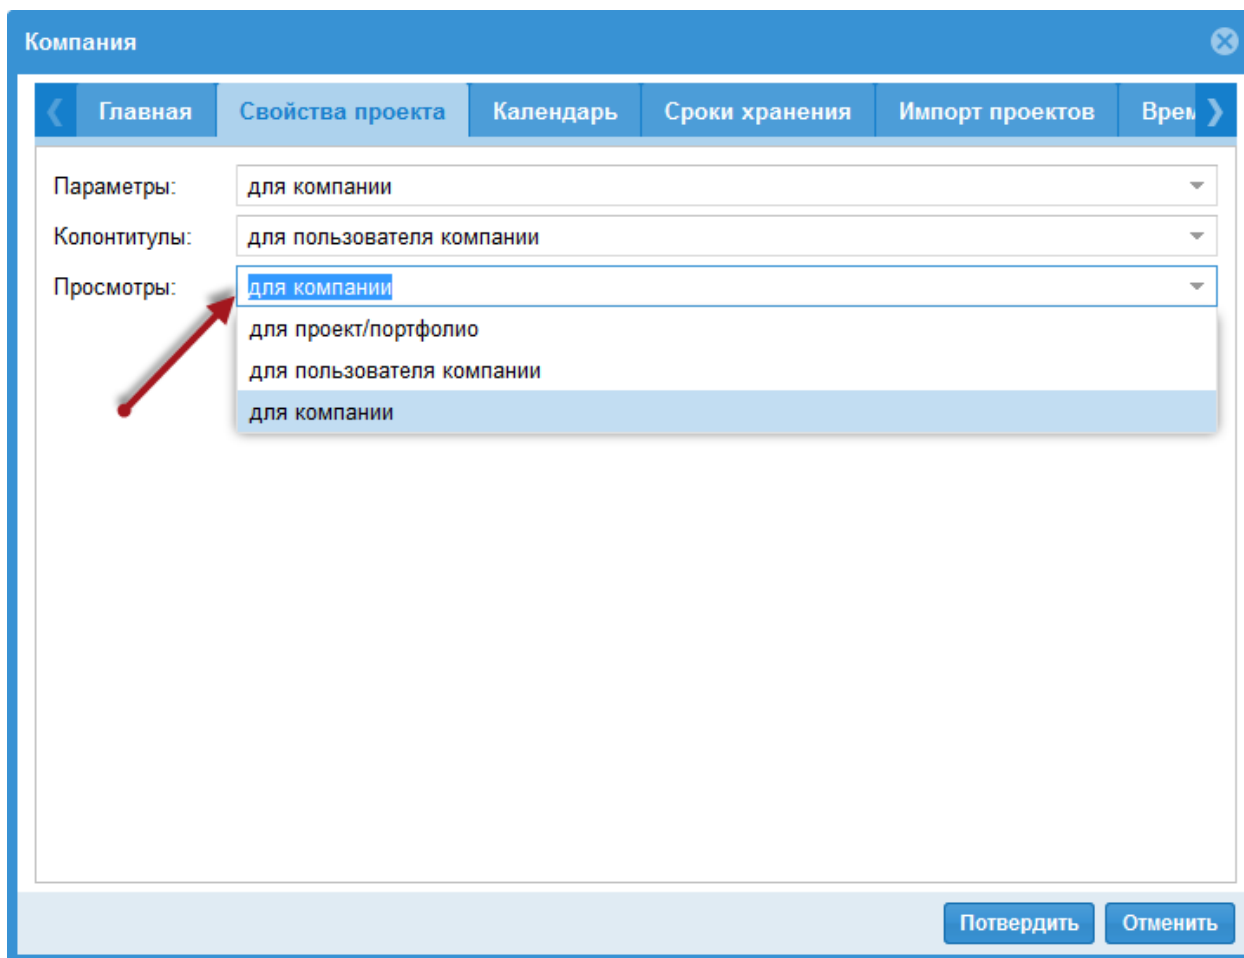 Компания
Главная Свойства проекта Календарь Сроки хранения Импорт проектов Врем
Параметры: для компании
Колонтитулы: для пользователя компании
Просмотры: для компании
для проект/портфолио
для пользователя компании
для компании
Потвердить Отменить